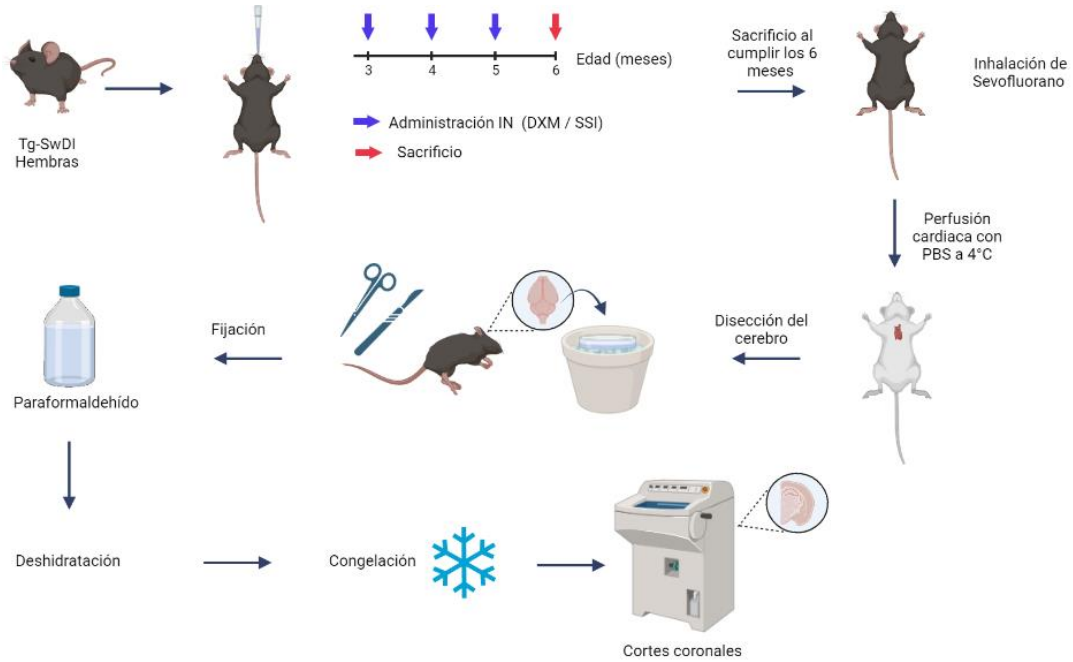 Tg-SwDI
Hembras
3 4 5 6 Edad (meses)
Administración IN (DXM / SSI)
Sacrificio
Sacrificio al
cumplir los 6
meses
Inhalación de
Sevofluorano
Perfusión
cardiaca con
PBS a 4°C
Disección del
cerebro
Fijación
Paraformaldehído
Deshidratación
Congelación
Cortes coronales